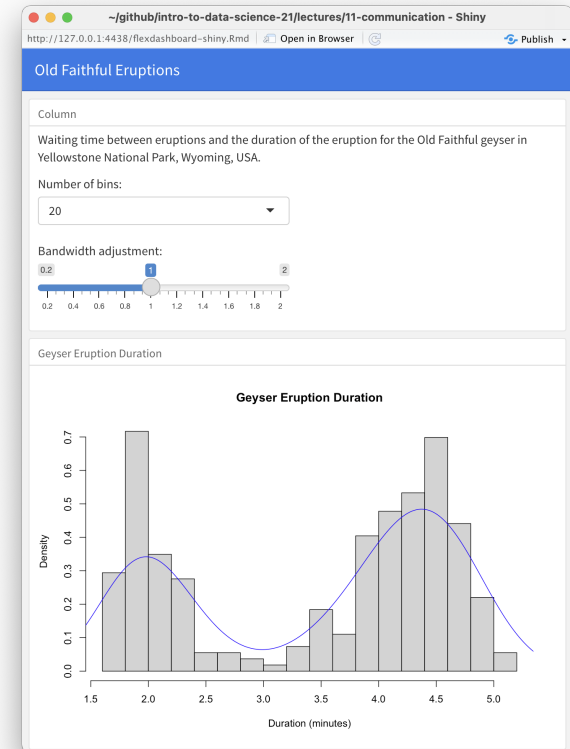 ~/github/intro-to-data-science-21/lectures/11-communication - Shiny
http://127.0.0.1:4438/flexdashboard-shiny.Rmd Open in Browser Publish
Old Faithful Eruptions
Column
Waiting time between eruptions and the duration of the eruption for the Old Faithful geyser in
Yellowstone National Park, Wyoming, USA.
Number of bins:
20
Bandwidth adjustment:
0.2 1 2
0.2 0.4 0.6 0.8 1 1.2 1.4 1.6 1.8 2
Geyser Eruption Duration
Geyser Eruption Duration
Density
0.7
0.6
0.5
0.4
0.3
0.2
0.1
0.0
1.5 2.0 2.5 3.0 3.5 4.0 4.5 5.0
Duration (minutes)